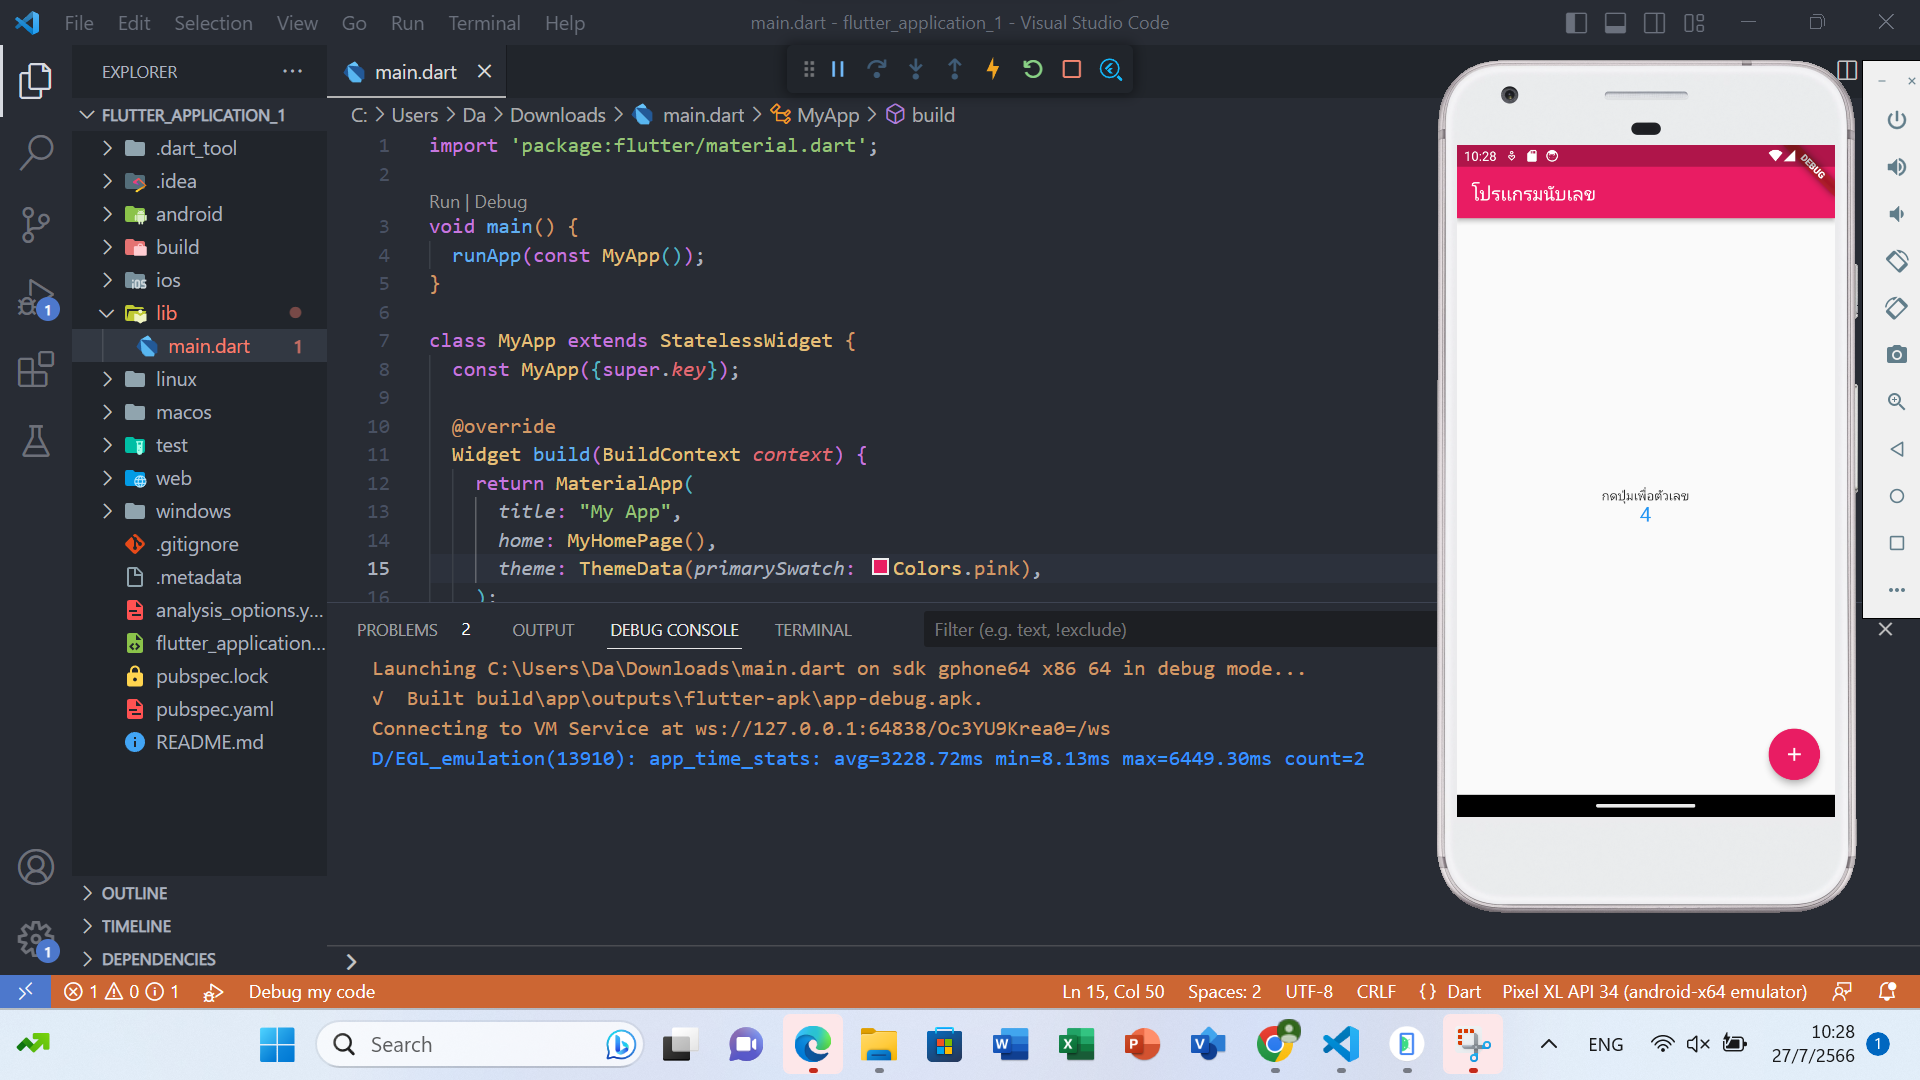 File Edit Selection View Go Run Terminal Help
main.dart - flutter_application_1 - Visual Studio Code
EXPLORER
main.dart
FLUTTER_APPLICATION_1
.dart_tool
.idea
android
build
ios
lib
main.dart 1
linux
macos
test
web
windows
.gitignore
.metadata
analysis_options.y...
flutter_application...
pubspec.lock
pubspec.yaml
README.md
OUTLINE
TIMELINE
DEPENDENCIES
1
1
C: > Users > Da > Downloads > main.dart > MyApp > build
1 import 'package:flutter/material.dart';
2
Run | Debug
3 void main() {
4 runApp(const MyApp());
5 }
6
7 class MyApp extends StatelessWidget {
8 const MyApp({super.key});
9
10 @override
11 Widget build(BuildContext context) {
12 return MaterialApp(
13 title: "My App",
14 home: MyHomePage(),
15 theme: ThemeData(primarySwatch: Colors.pink),
16 );
PROBLEMS 2 OUTPUT DEBUG CONSOLE TERMINAL
Filter (e.g. text, !exclude)
Launching C:\Users\Da\Downloads\main.dart on sdk gphone64 x86 64 in debug mode...
√ Built build\app\outputs\flutter-apk\app-debug.apk.
Connecting to VM Service at ws://127.0.0.1:64838/Oc3YU9Krea0=/ws
D/EGL_emulation(13910): app_time_stats: avg=3228.72ms min=8.13ms max=6449.30ms count=2
10:28
DEBUG
โปรแกรมนับเลข
กดปุ่มเพื่อตัวเลข
4
+
1 0 1 Debug my code
Ln 15, Col 50 Spaces: 2 UTF-8 CRLF {} Dart Pixel XL API 34 (android-x64 emulator)
Search
ENG
10:28
27/7/2566
1